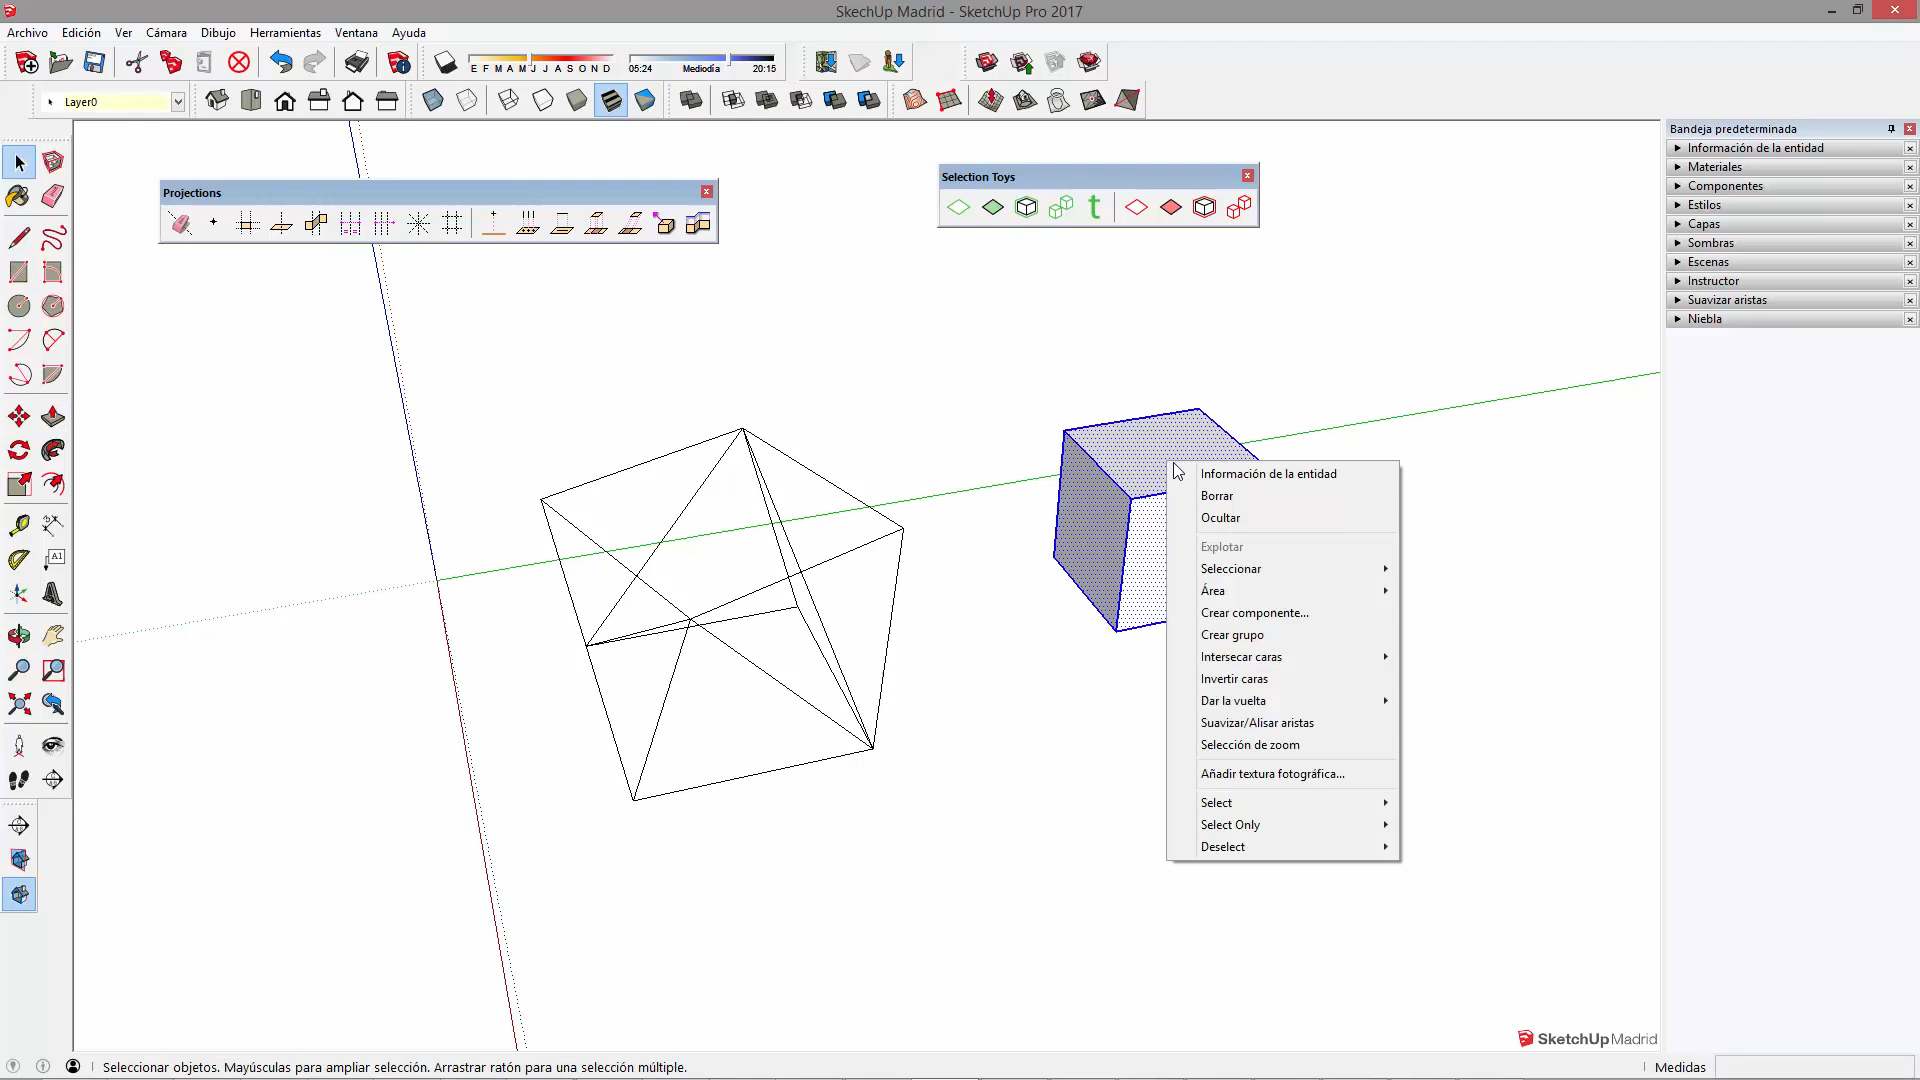 SkechUp Madrid - SketchUp Pro 2017
Archivo Edición Ver Cámara Dibujo Herramientas Ventana Ayuda
E F M A M J J A S O N D 05:24 Mediodía 20:15
Layer0
Bandeja predeterminada
Información de la entidad
Materiales
Componentes
Estilos
Capas
Sombras
Escenas
Instructor
Suavizar aristas
Niebla
Projections
Selection Toys
t
A1
Información de la entidad
Borrar
Ocultar
Explotar
Seleccionar
Área
Crear componente...
Crear grupo
Intersecar caras
Invertir caras
Dar la vuelta
Suavizar/Alisar aristas
Selección de zoom
Añadir textura fotográfica...
Select
Select Only
Deselect
SketchUpMadrid
Seleccionar objetos. Mayúsculas para ampliar selección. Arrastrar ratón para una selección múltiple.
Medidas